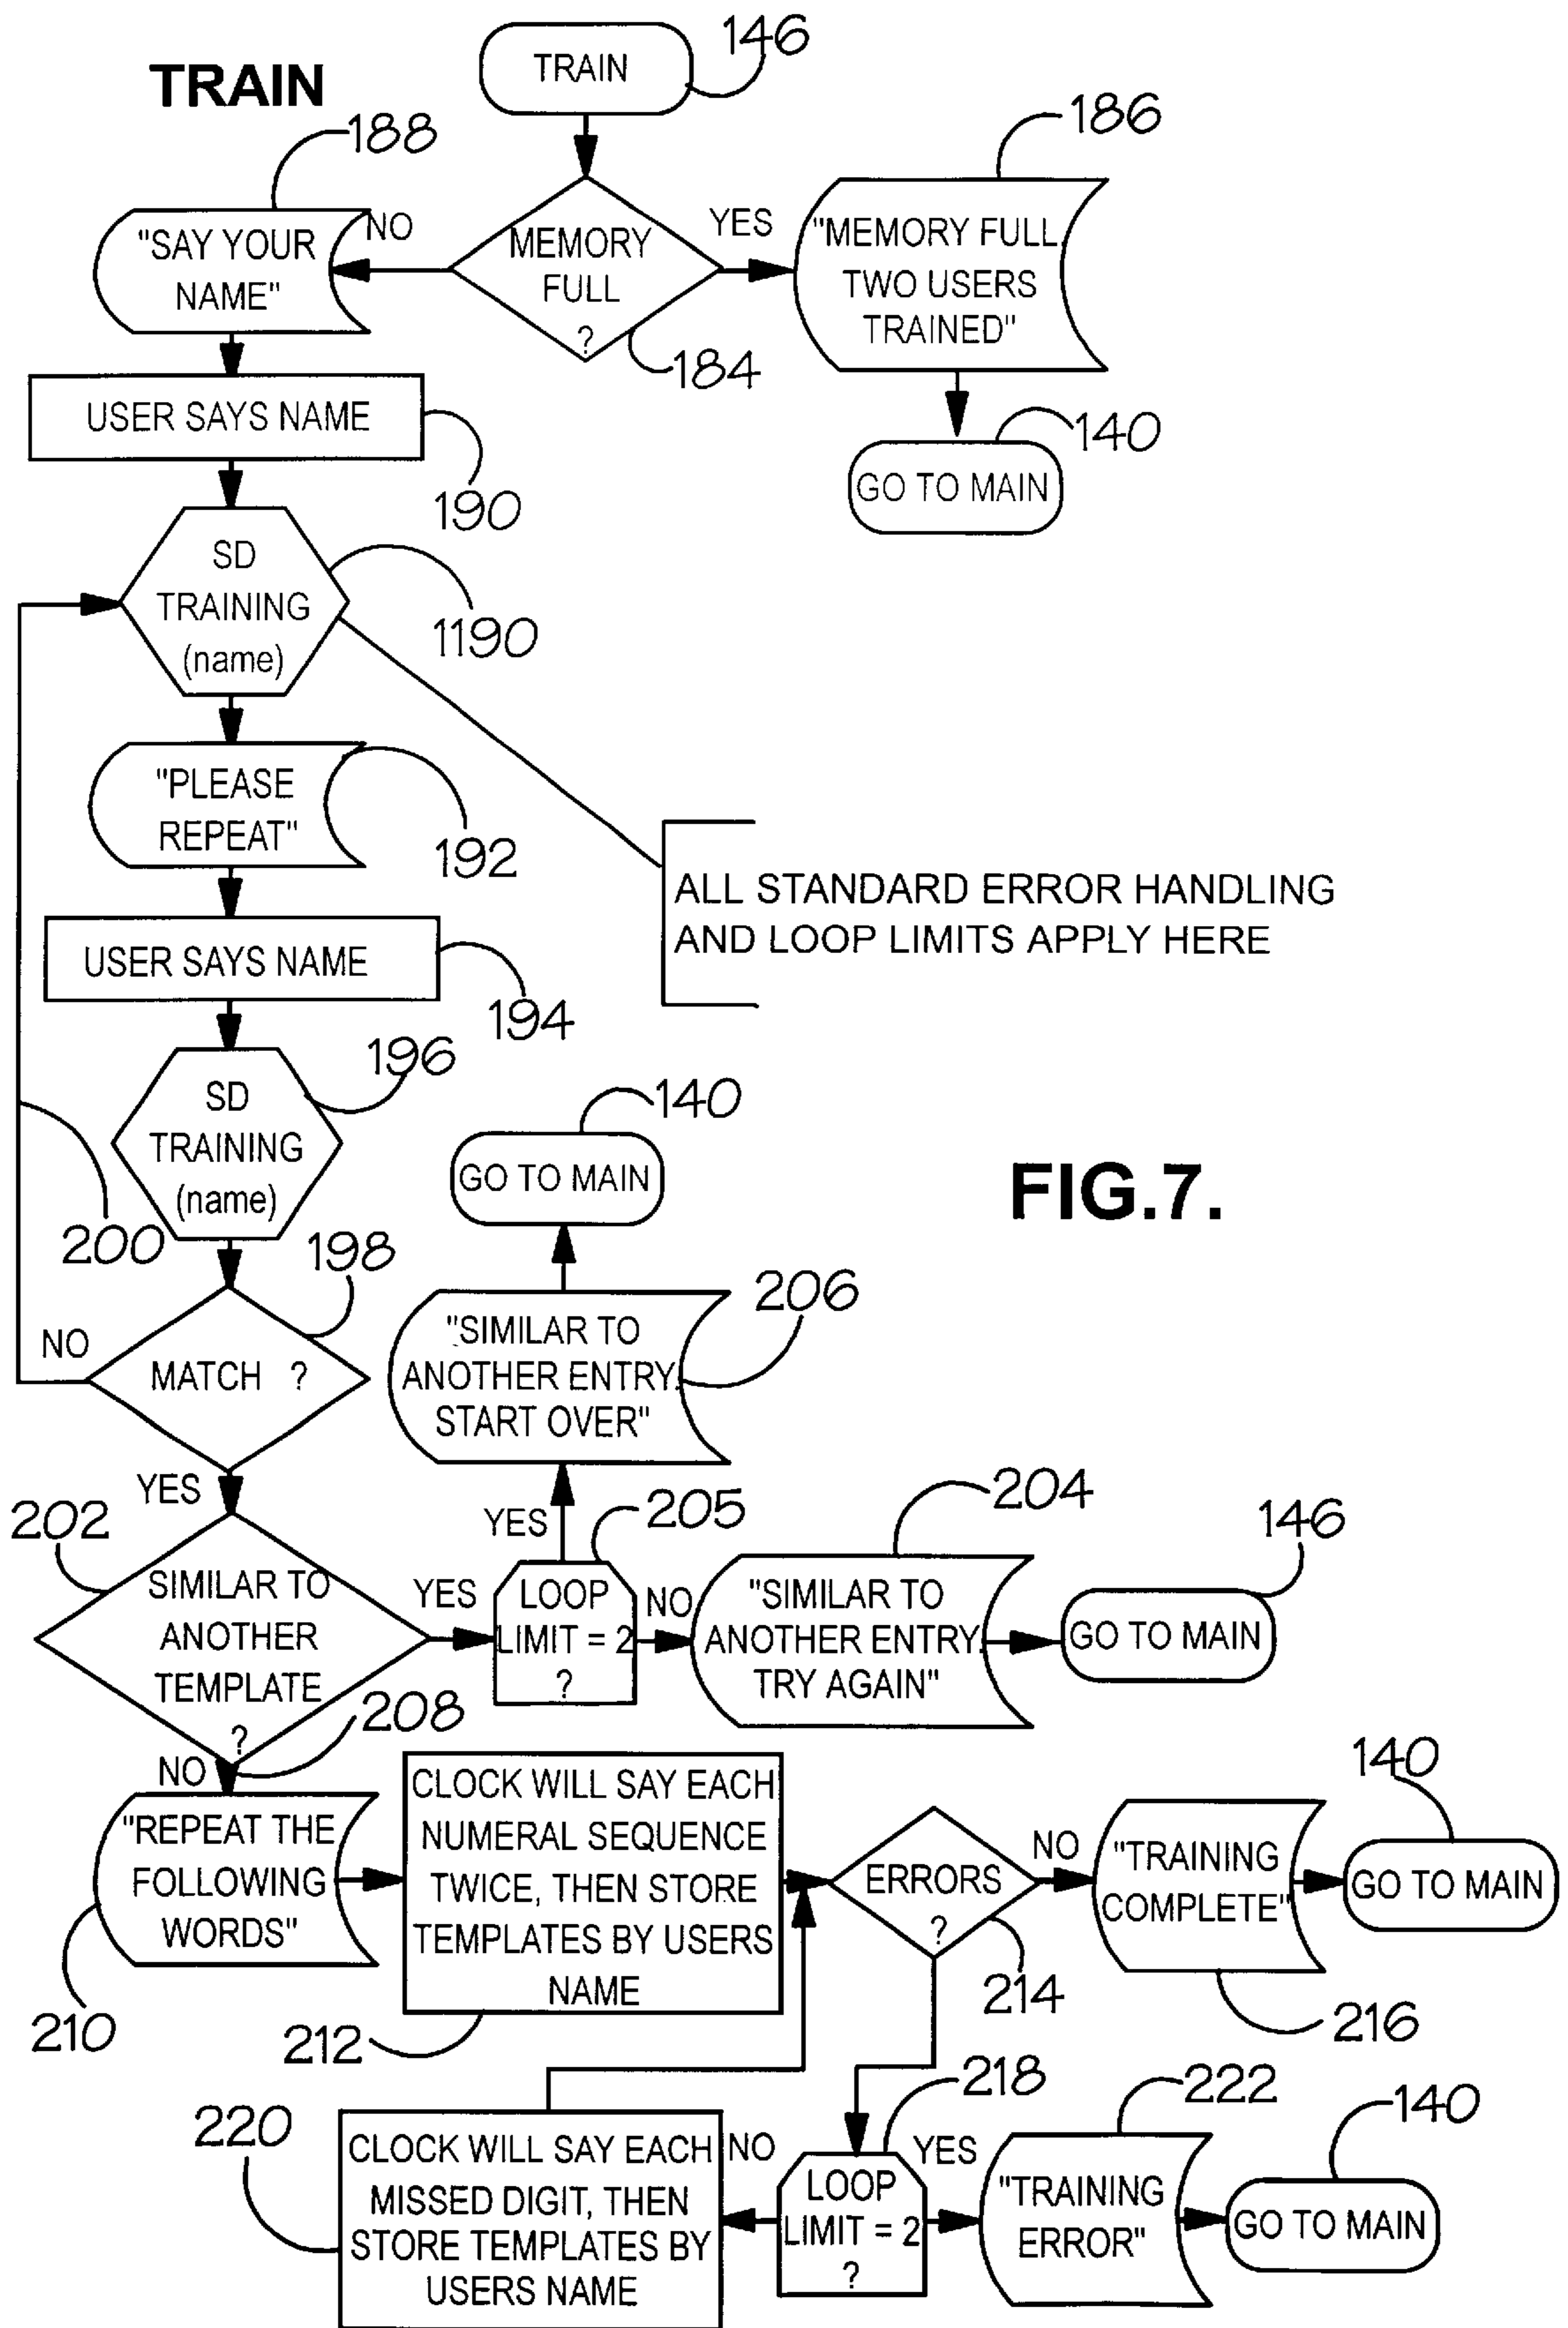 TRAIN
TRAIN
146
188
186
"SAY YOUR
NAME"
NO
MEMORY
FULL
?
YES
"MEMORY FULL,
TWO USERS
TRAINED"
184
USER SAYS NAME
190
140
GO TO MAIN
SD
TRAINING
(name)
1190
"PLEASE
REPEAT"
192
ALL STANDARD ERROR HANDLING
AND LOOP LIMITS APPLY HERE
USER SAYS NAME
194
SD
TRAINING
(name)
196
200
140
GO TO MAIN
FIG.7.
198
NO
MATCH ?
YES
206
"SIMILAR TO
ANOTHER ENTRY.
START OVER"
202
SIMILAR TO
ANOTHER
TEMPLATE
?
YES
YES
205
LOOP
LIMIT = 2
?
NO
204
"SIMILAR TO
ANOTHER ENTRY.
TRY AGAIN"
146
GO TO MAIN
208
NO
"REPEAT THE
FOLLOWING
WORDS"
210
CLOCK WILL SAY EACH
NUMERAL SEQUENCE
TWICE, THEN STORE
TEMPLATES BY USERS
NAME
212
ERRORS
?
214
NO
"TRAINING
COMPLETE"
216
140
GO TO MAIN
220
CLOCK WILL SAY EACH
MISSED DIGIT, THEN
STORE TEMPLATES BY
USERS NAME
NO
218
LOOP
LIMIT = 2
?
YES
222
"TRAINING
ERROR"
140
GO TO MAIN